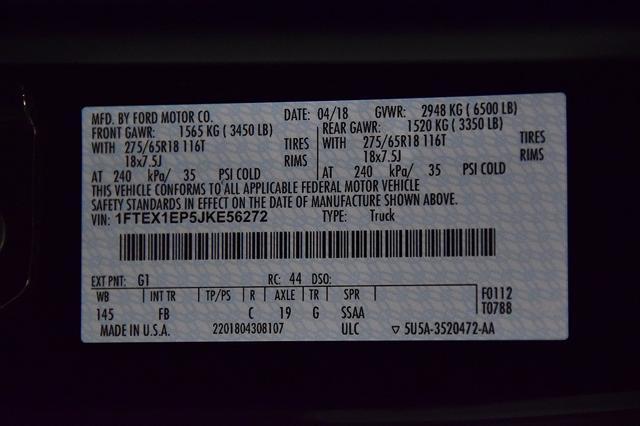 MFD. BY FORD MOTOR CO. DATE: 04/18 GVWR: 2948 KG ( 6500 LB)
FRONT GAWR: 1565 KG ( 3450 LB) REAR GAWR: 1520 KG ( 3350 LB)
WITH 275/65R18 116T TIRES WITH 275/65R18 116T TIRES
18x7.5J RIMS 18x7.5J RIMS
AT 240 kPa/ 35 PSI COLD AT 240 kPa/ 35 PSI COLD
THIS VEHICLE CONFORMS TO ALL APPLICABLE FEDERAL MOTOR VEHICLE
SAFETY STANDARDS IN EFFECT ON THE DATE OF MANUFACTURE SHOWN ABOVE.
VIN: 1FTEX1EP5JKE56272 TYPE: Truck
EXT PNT: G1 RC: 44 DSO:
WB INT TR TP/PS R AXLE TR SPR F0112
145 FB C 19 G SSAA T0788
MADE IN U.S.A. 2201804308107 ULC ▽ 5U5A-3520472-AA